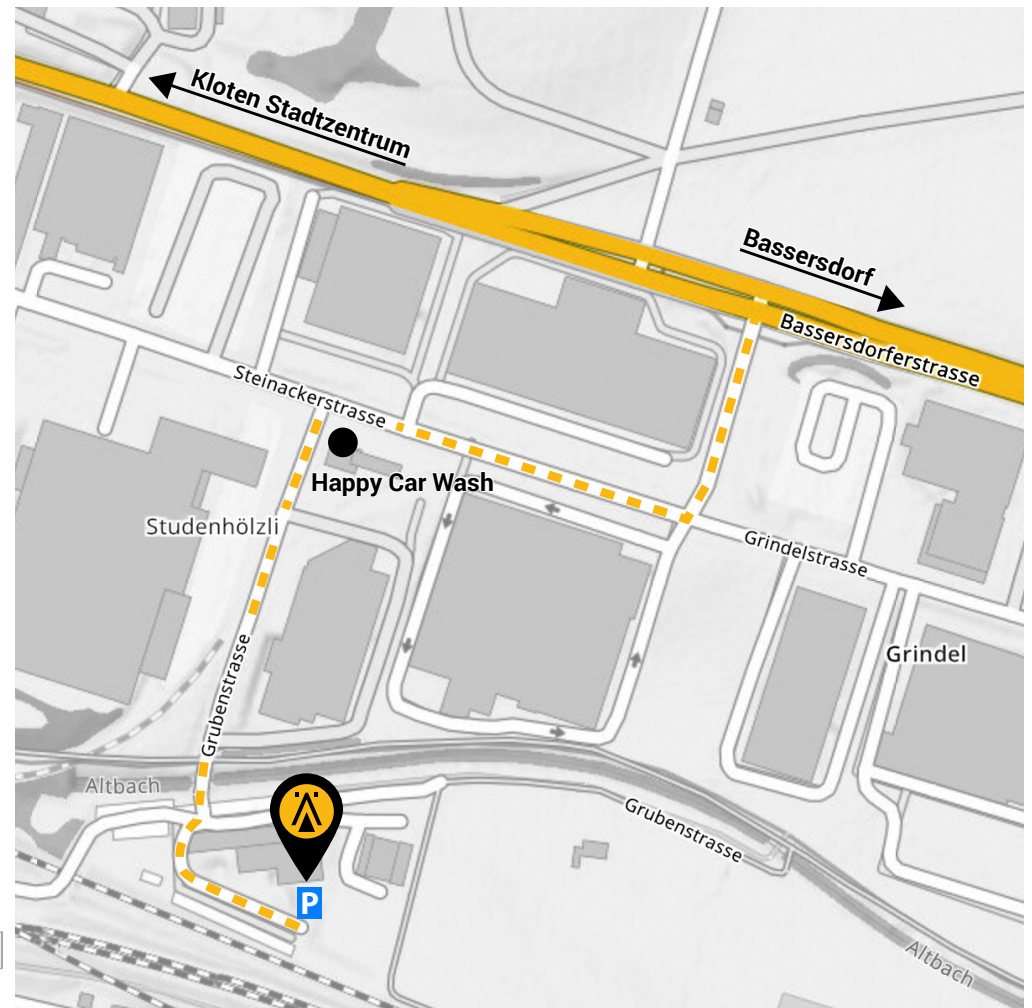 Kloten Stadtzentrum
Bassersdorf
Bassersdorferstrasse
Steinackerstrasse
Happy Car Wash
Studenhölzli
Grindelstrasse
Grindel
Grubenstrasse
Altbach
Grubenstrasse
P
Altbach